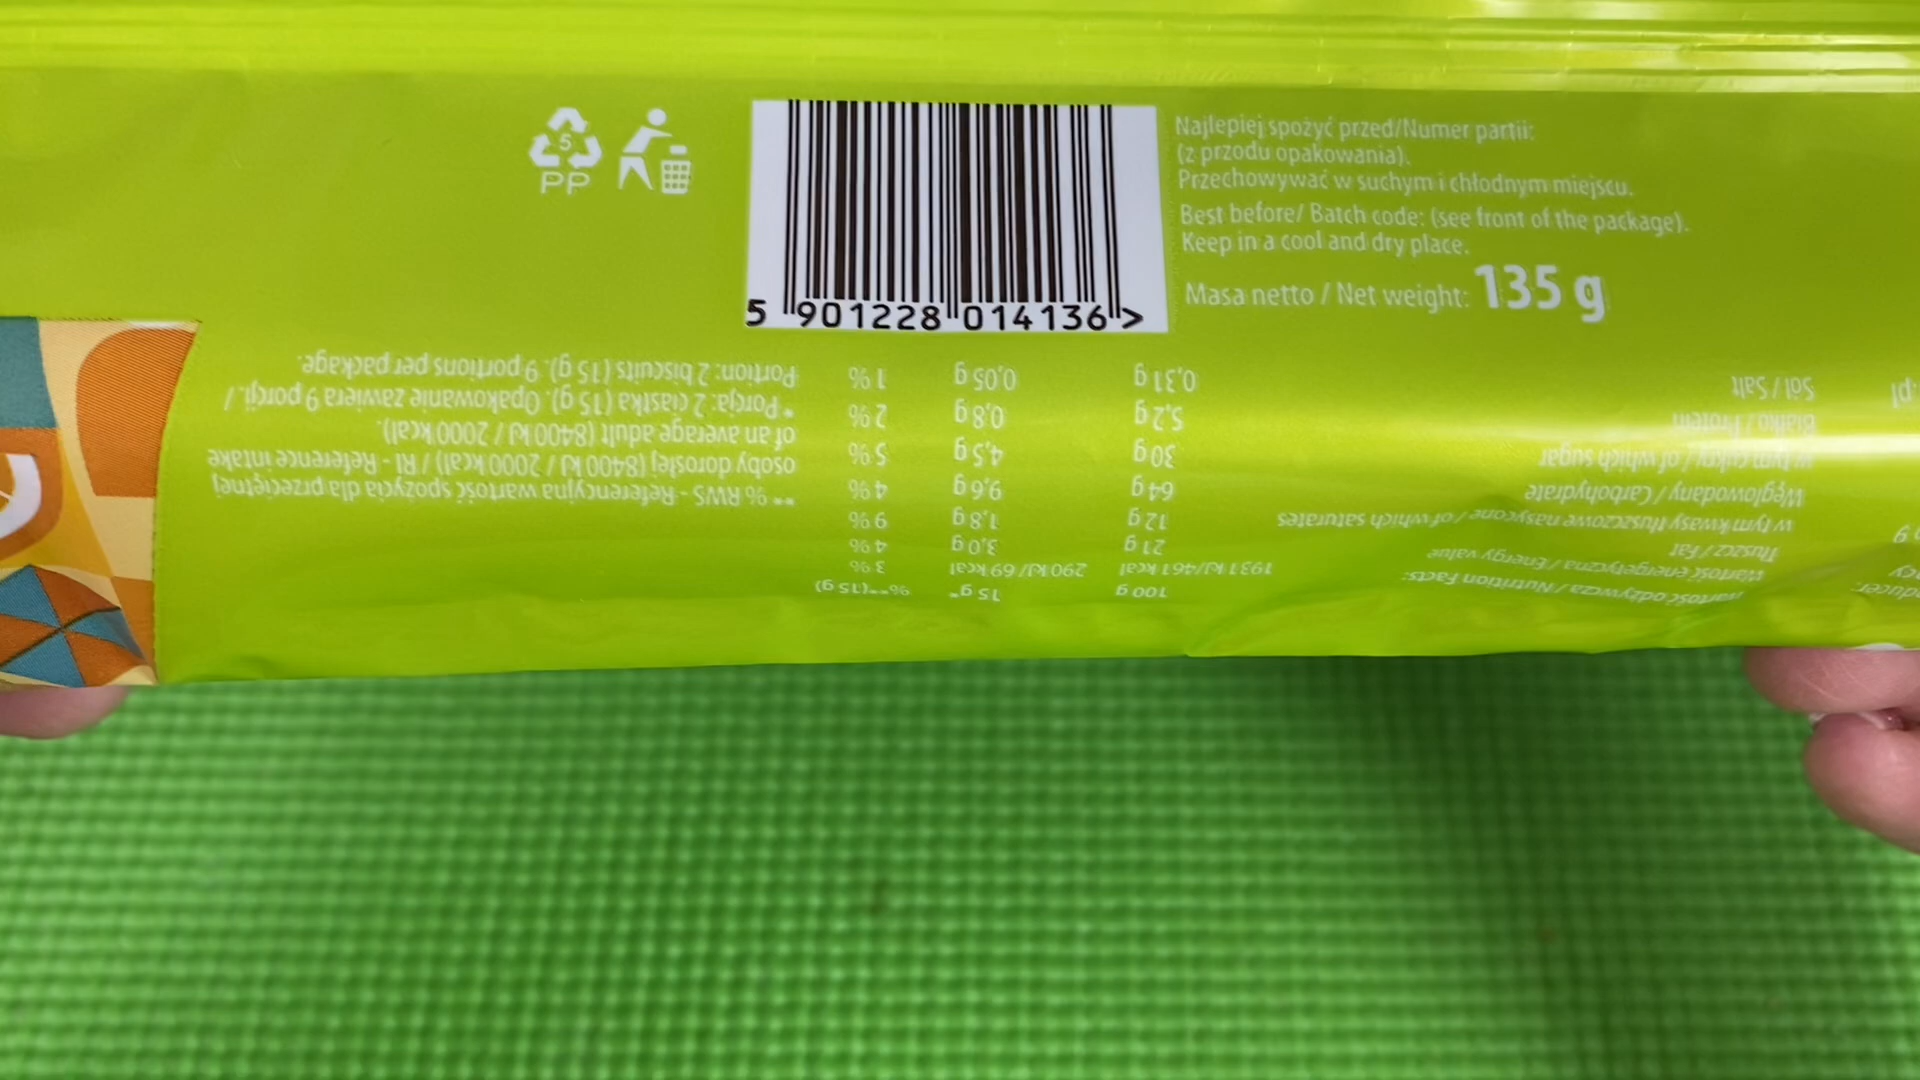 5
PP
5 901228 014136 >
Najlepiej spożyć przed/Numer partii:
(z przodu opakowania).
Przechowywać w suchym i chłodnym miejscu.
Best before/ Batch code: (see front of the package).
Keep in a cool and dry place.
Masa netto / Net weight: 135 g
Wartość odżywcza / Nutrition Facts: 100 g 15 g* %**(15 g)
Wartość energetyczna / Energy value 1931 kJ/461 kcal 290 kJ/69 kcal 3 %
Tłuszcz / Fat 21 g 3,0 g 4 %
w tym kwasy tłuszczowe nasycone / of which saturates 12 g 1,8 g 9 %
Węglowodany / Carbohydrate 64 g 9,6 g 4 %
w tym cukry / of which sugar 30 g 4,5 g 5 %
Białko / Protein 5,2 g 0,8 g 2 %
Sól / Salt 0,31 g 0,05 g 1 %
** % RWS - Referencyjna wartość spożycia dla przeciętnej
osoby dorosłej (8400 kJ / 2000 kcal) / RI - Reference intake
of an average adult (8400 kJ / 2000 kcal).
* Porcja: 2 ciastka (15 g). Opakowanie zawiera 9 porcji. /
Portion: 2 biscuits (15 g). 9 portions per package.